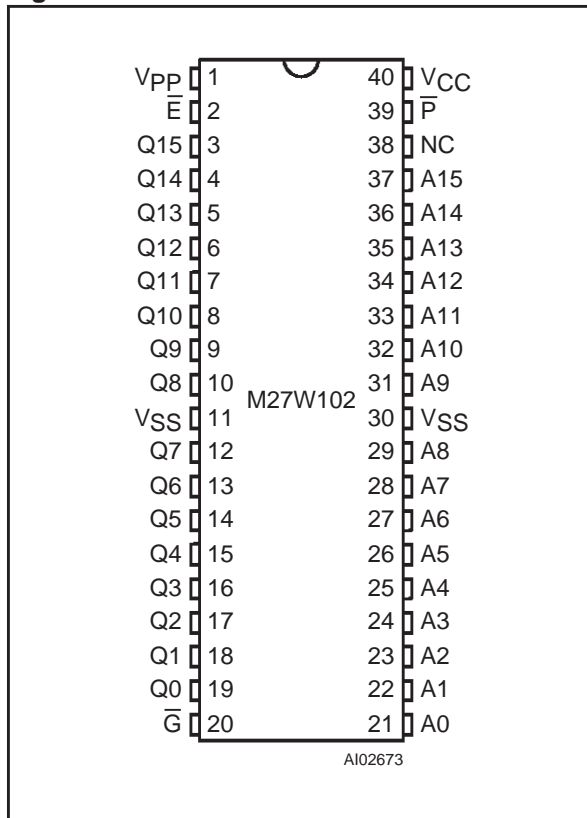 VPP 1 40 VCC
E̅ 2 39 P̅
Q15 3 38 NC
Q14 4 37 A15
Q13 5 36 A14
Q12 6 35 A13
Q11 7 34 A12
Q10 8 33 A11
Q9 9 32 A10
Q8 10 31 A9
M27W102
VSS 11 30 VSS
Q7 12 29 A8
Q6 13 28 A7
Q5 14 27 A6
Q4 15 26 A5
Q3 16 25 A4
Q2 17 24 A3
Q1 18 23 A2
Q0 19 22 A1
G̅ 20 21 A0
AI02673